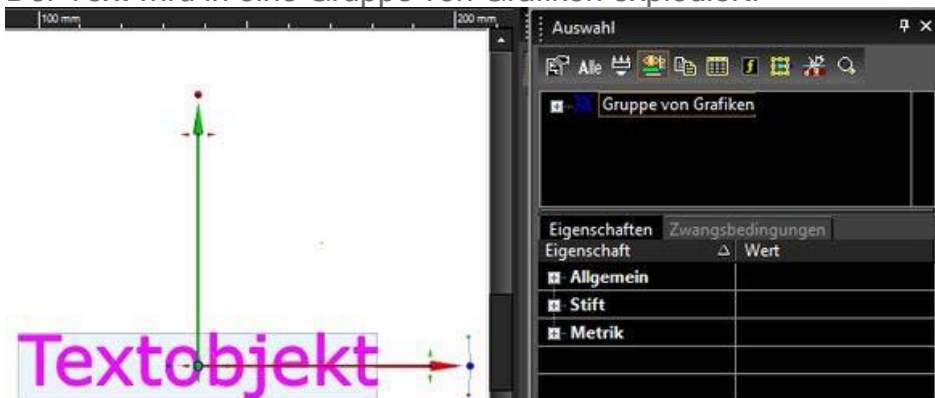 Der Text wird in eine Gruppe von Grafiken explodiert.
100 mm
200 mm
Auswahl
Alle
Gruppe von Grafiken
Eigenschaften Zwangsbedingungen
Eigenschaft Wert
Allgemein
Stift
Metrik
Textobjekt